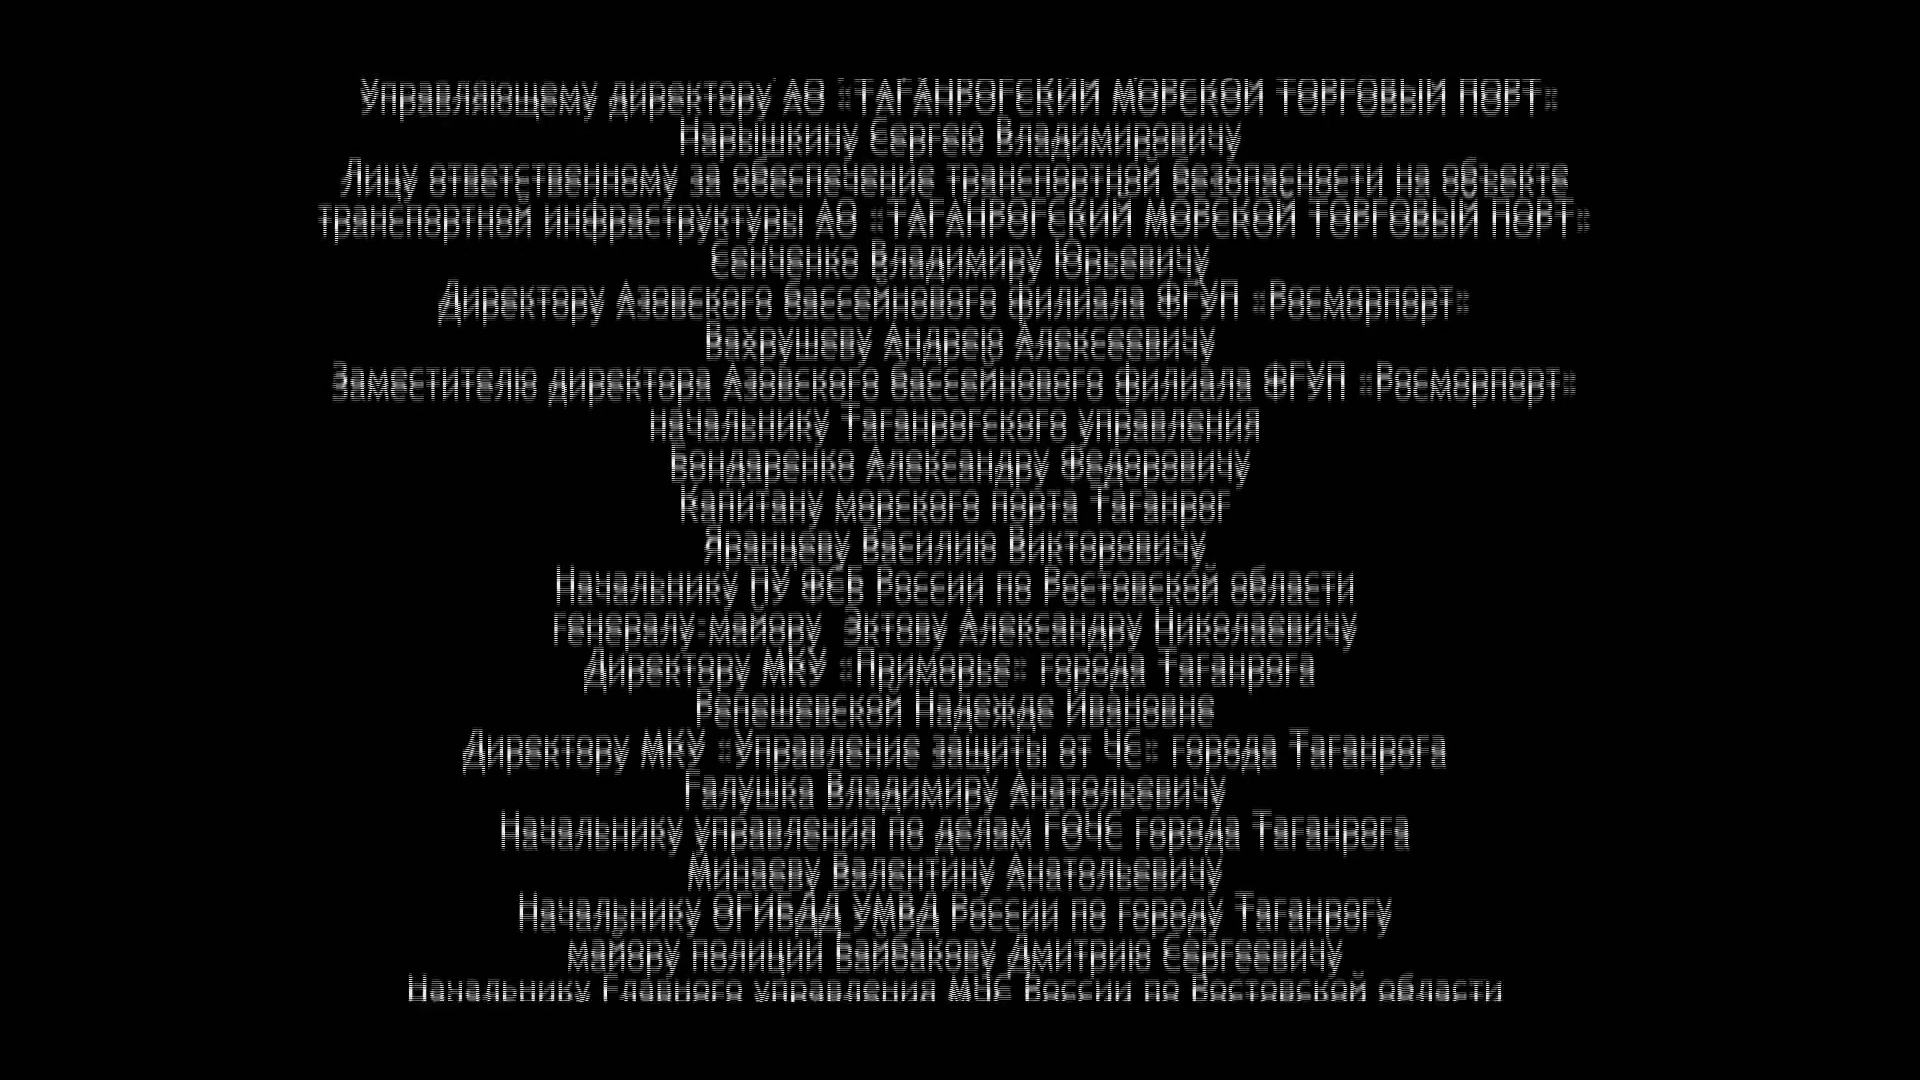 Управляющему директору АО «ТАГАНРОГСКИЙ МОРСКОЙ ТОРГОВЫЙ ПОРТ»
Нарышкину Сергею Владимировичу
Лицу ответственному за обеспечение транспортной безопасности на объекте
транспортной инфраструктуры АО «ТАГАНРОГСКИЙ МОРСКОЙ ТОРГОВЫЙ ПОРТ»
Сенченко Владимиру Юрьевичу
Директору Азовского бассейнового филиала ФГУП «Росморпорт»
Вахрушеву Андрею Алексеевичу
Заместителю директора Азовского бассейнового филиала ФГУП «Росморпорт»
начальнику Таганрогского управления
Бондаренко Александру Федоровичу
Капитану морского порта Таганрог
Яранцеву Василию Викторовичу
Начальнику ПУ ФСБ России по Ростовской области
генералу-майору Эктову Александру Николаевичу
Директору МКУ «Приморье» города Таганрога
Репешевской Надежде Ивановне
Директору МКУ «Управление защиты от ЧС» города Таганрога
Галушка Владимиру Анатольевичу
Начальнику управления по делам ГОЧС города Таганрога
Минаеву Валентину Анатольевичу
Начальнику ОГИБДД УМВД России по городу Таганрогу
майору полиции Байбакову Дмитрию Сергеевичу
Начальнику Главного управления МЧС России по Ростовской области